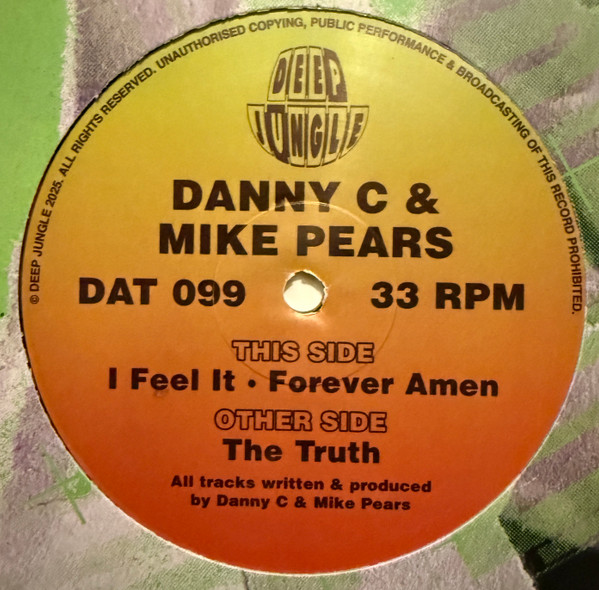 © DEEP JUNGLE 2025. ALL RIGHTS RESERVED. UNAUTHORISED COPYING, PUBLIC PERFORMANCE & BROADCASTING OF THIS RECORD PROHIBITED.
DEEP
JUNGLE
DANNY C &
MIKE PEARS
DAT 099 33 RPM
THIS SIDE
I Feel It • Forever Amen
OTHER SIDE
The Truth
All tracks written & produced
by Danny C & Mike Pears